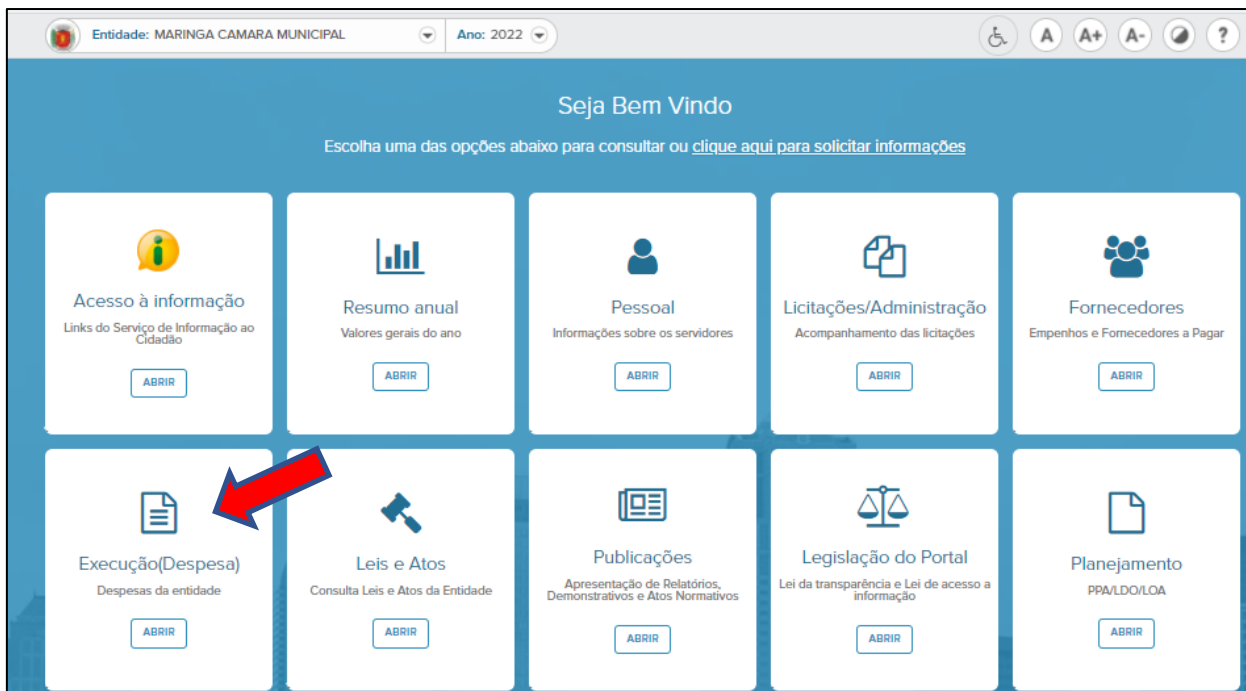 Entidade: MARINGA CAMARA MUNICIPAL Ano: 2022 A A+ A- ?
Seja Bem Vindo
Escolha uma das opções abaixo para consultar ou clique aqui para solicitar informações
Acesso à informação
Links do Serviço de Informação ao
Cidadão
ABRIR
Resumo anual
Valores gerais do ano
ABRIR
Pessoal
Informações sobre os servidores
ABRIR
Licitações/Administração
Acompanhamento das licitações
ABRIR
Fornecedores
Empenhos e Fornecedores a Pagar
ABRIR
Execução(Despesa)
Despesas da entidade
ABRIR
Leis e Atos
Consulta Leis e Atos da Entidade
ABRIR
Publicações
Apresentação de Relatórios,
Demonstrativos e Atos Normativos
ABRIR
Legislação do Portal
Lei da transparência e Lei de acesso a
informação
ABRIR
Planejamento
PPA/LDO/LOA
ABRIR